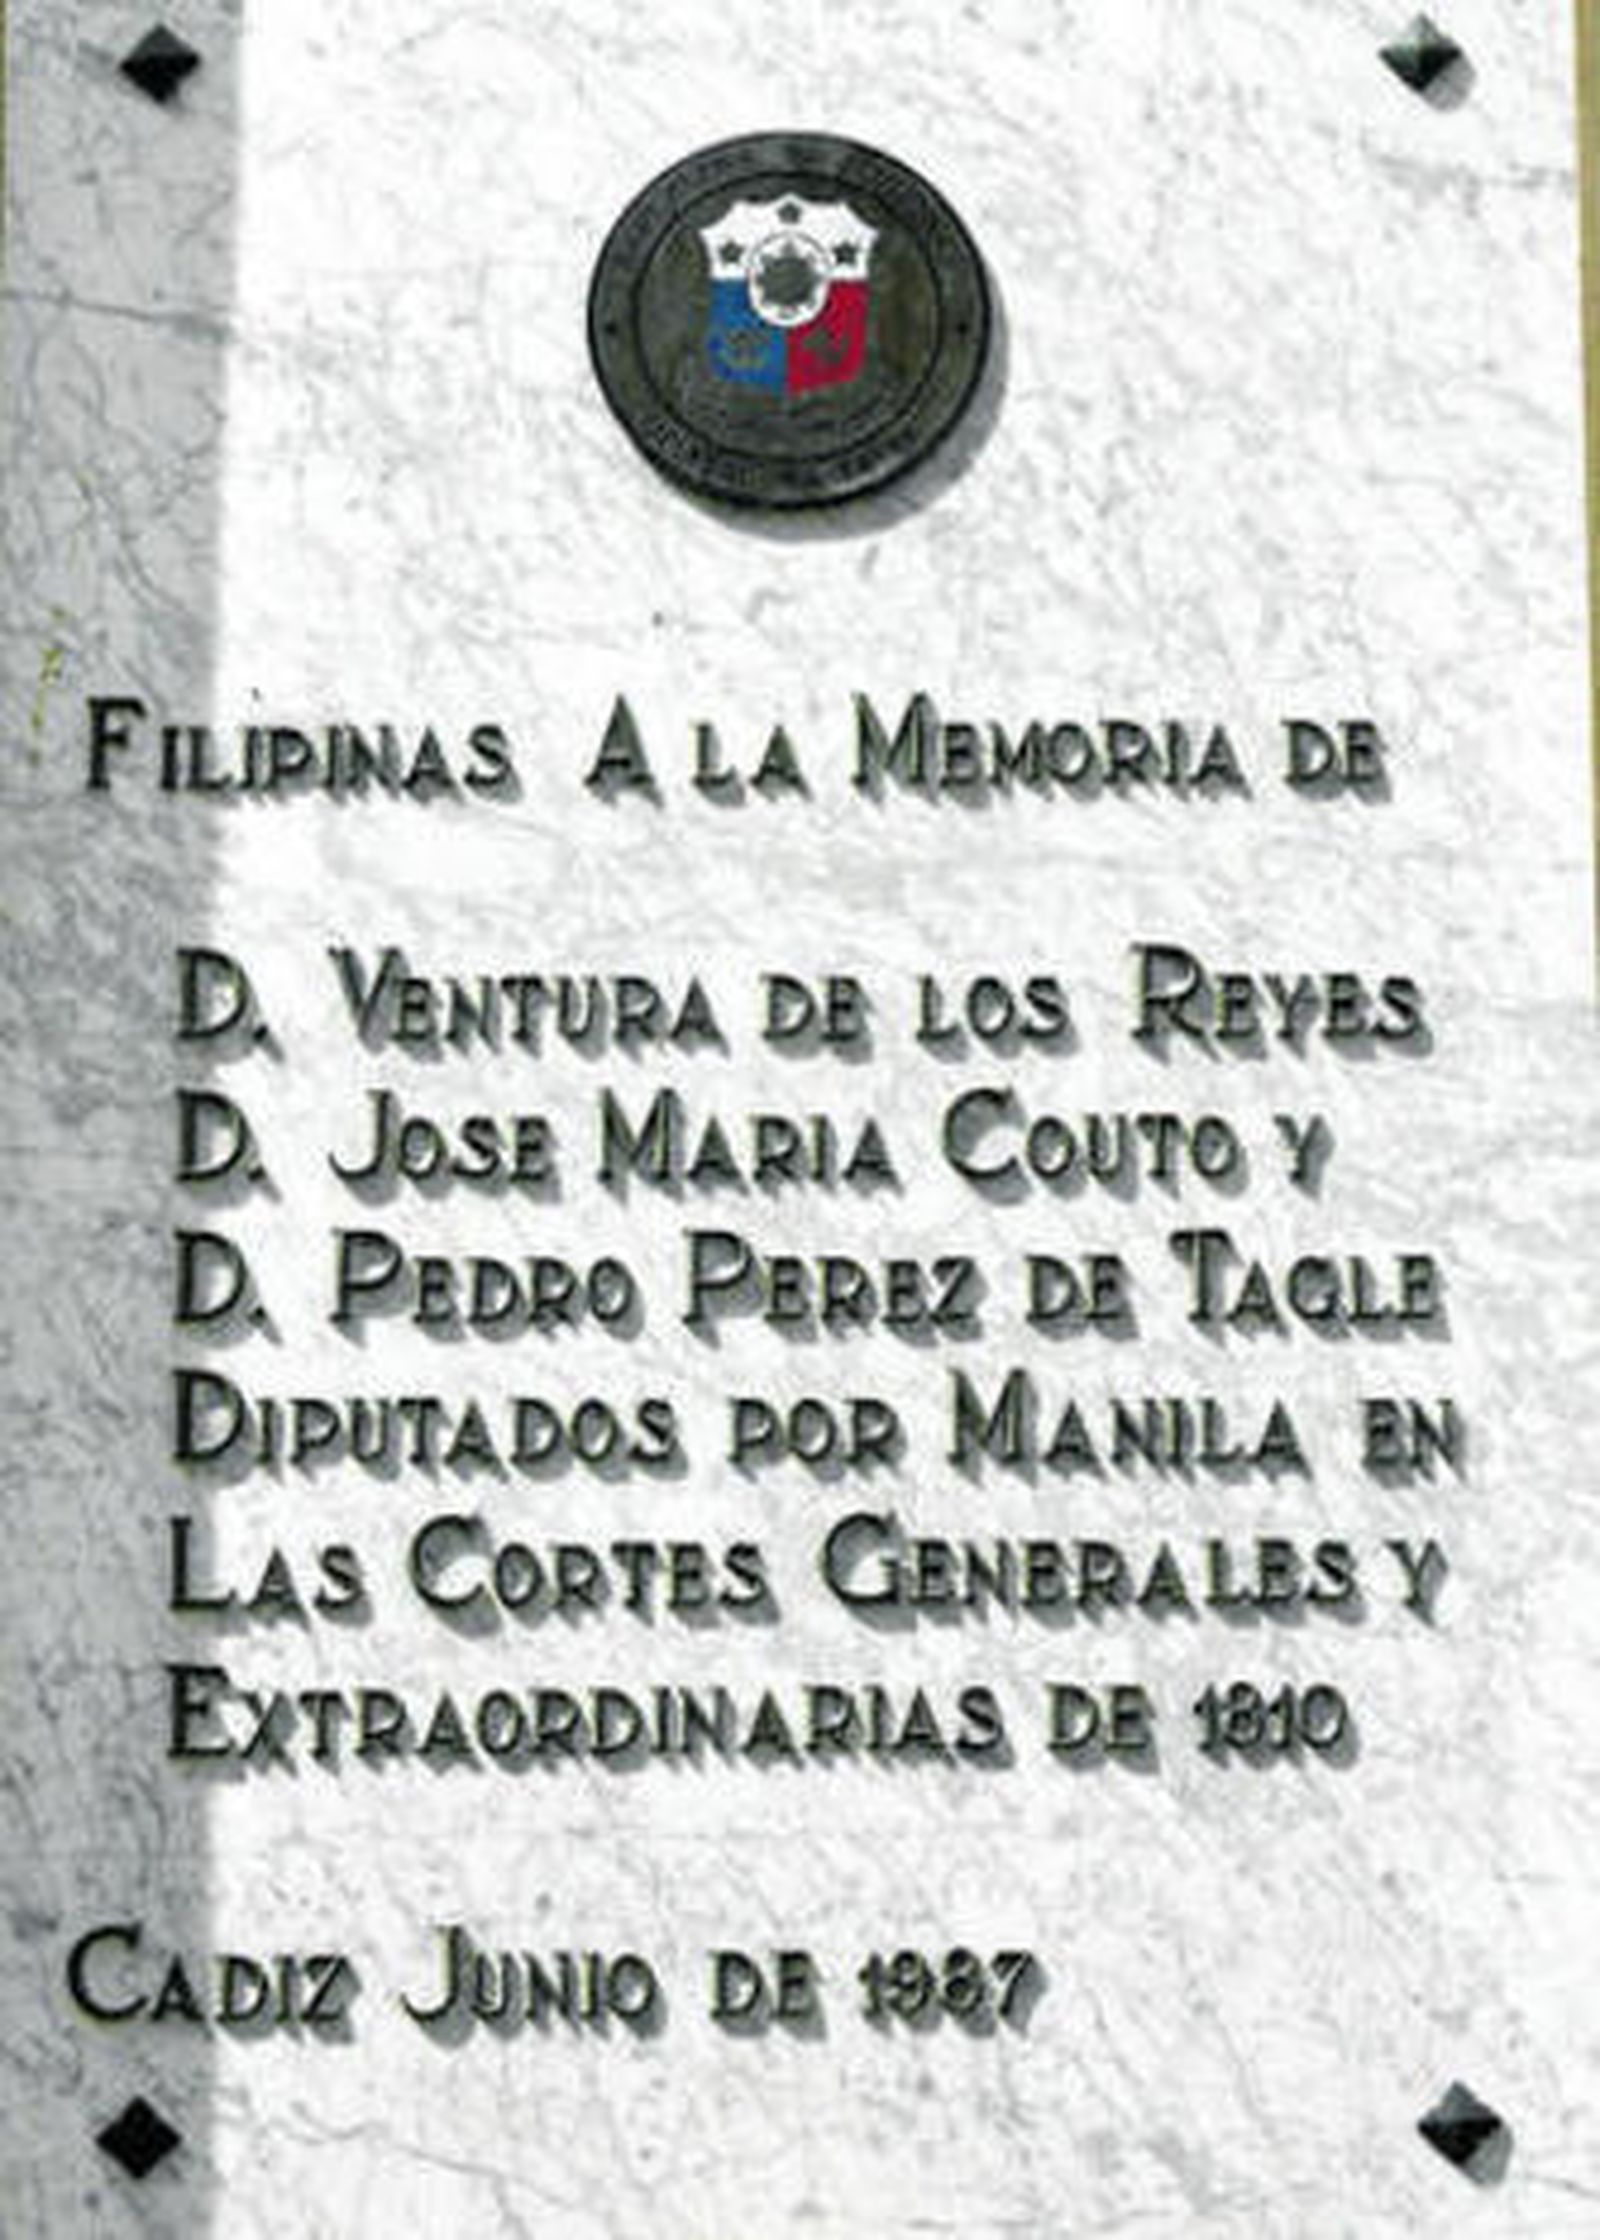 FILIPINAS A LA MEMORIA DE
D. VENTURA DE LOS REYES
D. JOSE MARIA COUTO Y
D. PEDRO PEREZ DE TAGLE
DIPUTADOS POR MANILA EN
LAS CORTES GENERALES Y
EXTRAORDINARIAS DE 1810
CADIZ JUNIO DE 1987